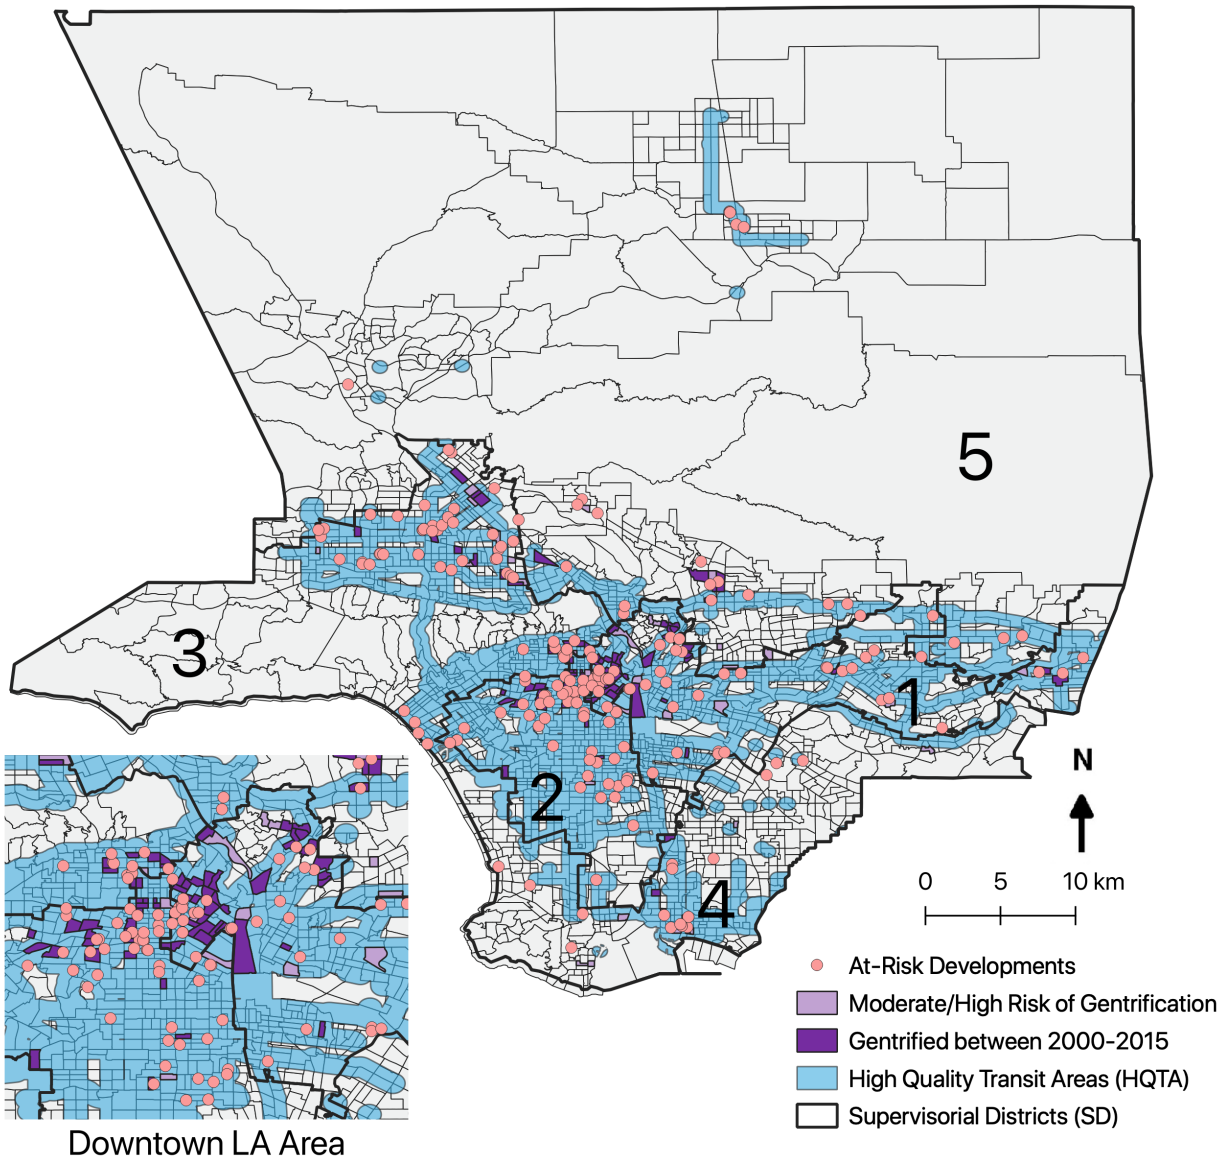 5
3
1
2
4
N
0 5 10 km
At-Risk Developments
Moderate/High Risk of Gentrification
Gentrified between 2000-2015
High Quality Transit Areas (HQTA)
Supervisorial Districts (SD)
Downtown LA Area